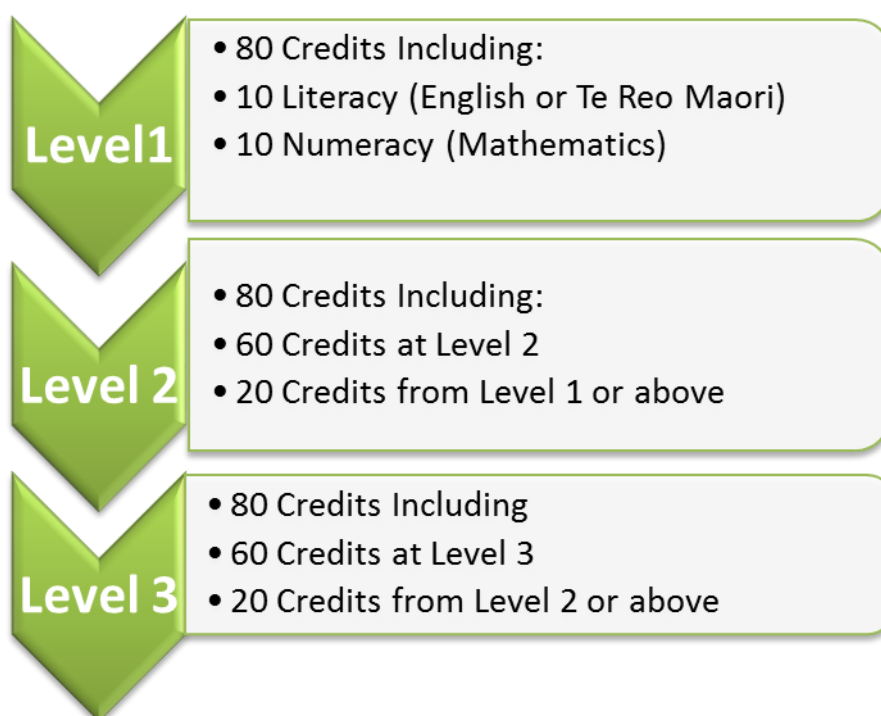 Level1
• 80 Credits Including:
• 10 Literacy (English or Te Reo Maori)
• 10 Numeracy (Mathematics)
Level 2
• 80 Credits Including:
• 60 Credits at Level 2
• 20 Credits from Level 1 or above
Level 3
• 80 Credits Including
• 60 Credits at Level 3
• 20 Credits from Level 2 or above